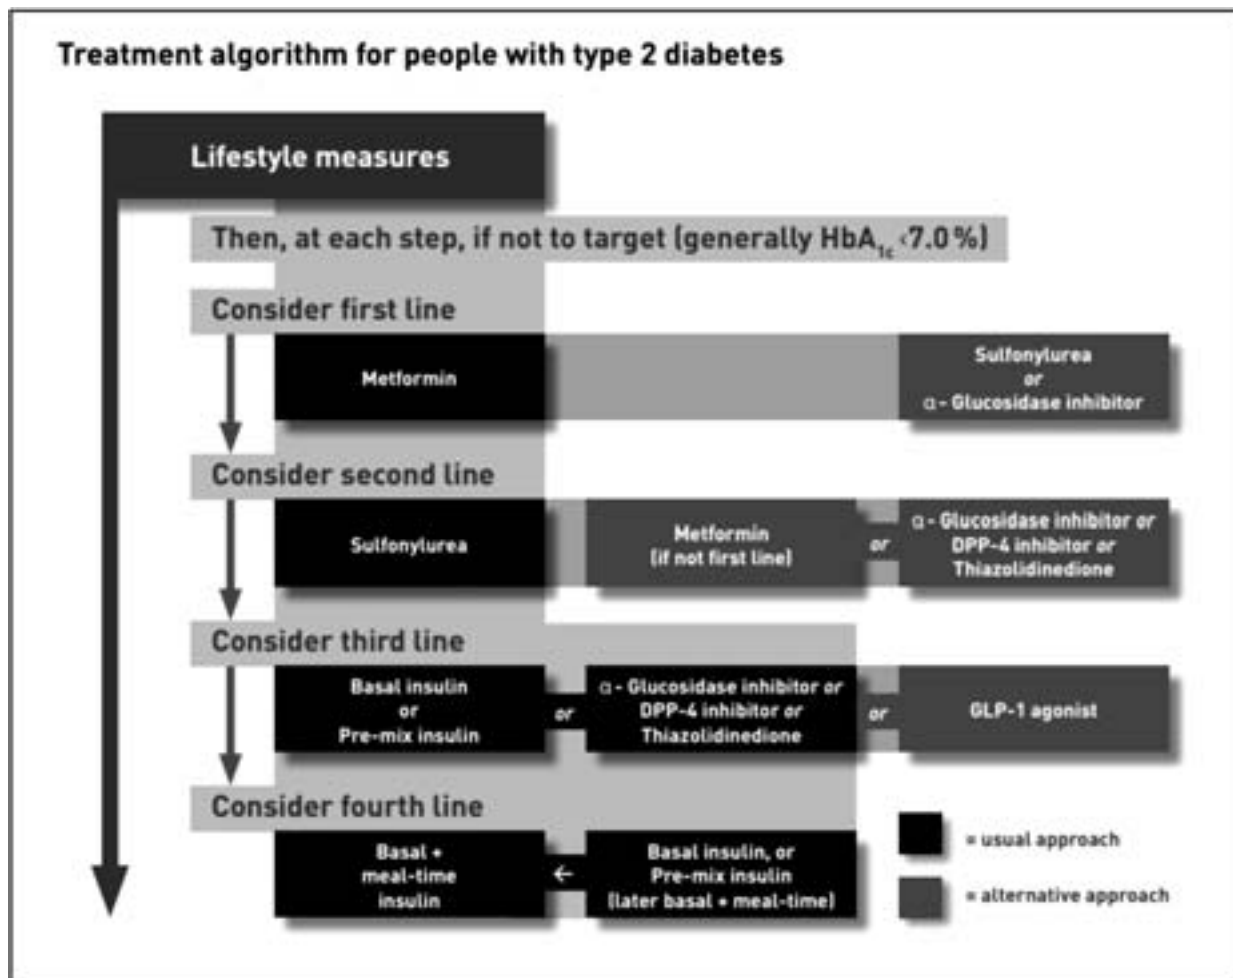 Treatment algorithm for people with type 2 diabetes
Lifestyle measures
Then, at each step, if not to target (generally HbA1c <7.0%)
Consider first line
Metformin
Sulfonylurea
or
α - Glucosidase inhibitor
Consider second line
Sulfonylurea
Metformin
(if not first line)
or
α - Glucosidase inhibitor or
DPP-4 inhibitor or
Thiazolidinedione
Consider third line
Basal insulin
or
Pre-mix insulin
or
α - Glucosidase inhibitor or
DPP-4 inhibitor or
Thiazolidinedione
or
GLP-1 agonist
Consider fourth line
Basal +
meal-time
insulin
←
Basal insulin, or
Pre-mix insulin
(later basal + meal-time)
= usual approach
= alternative approach